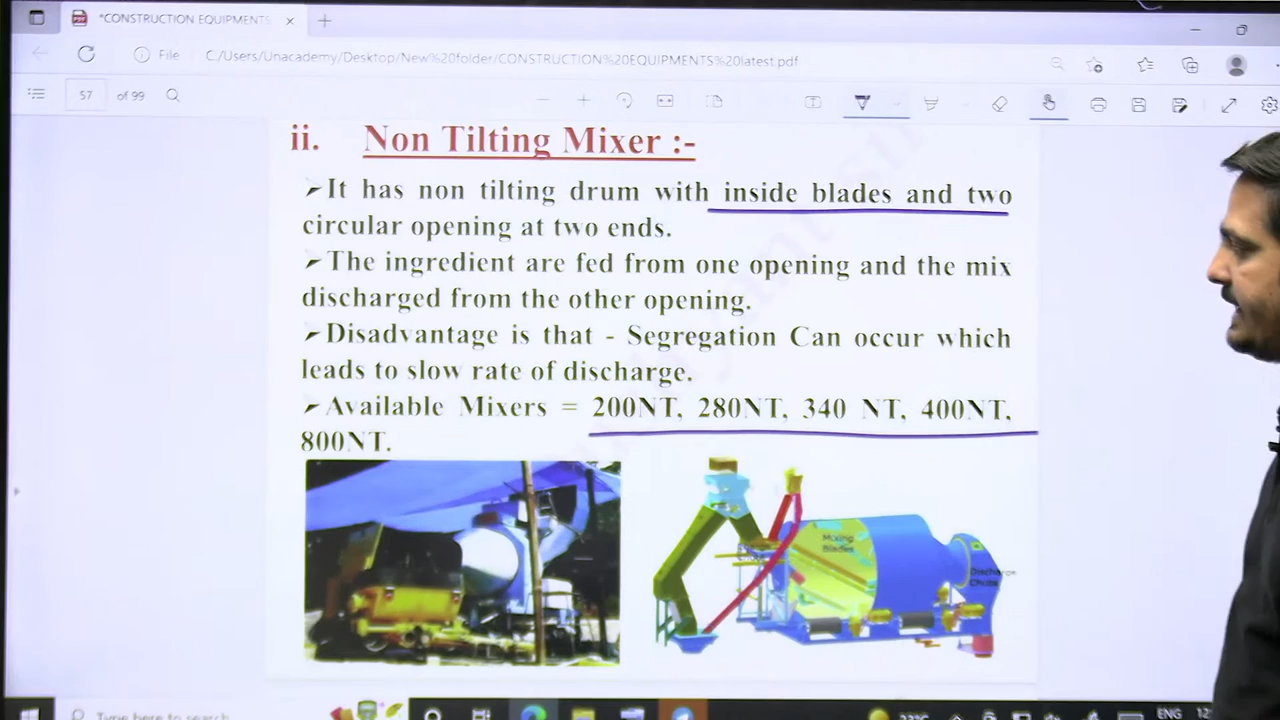 *CONSTRUCTION EQUIPMENTS
File C:/Users/Unacademy/Desktop/New%20folder/CONSTRUCTION%20EQUIPMENTS%20latest.pdf
57 of 99
ii. Non Tilting Mixer :-
➢It has non tilting drum with inside blades and two
circular opening at two ends.
➢The ingredient are fed from one opening and the mix
discharged from the other opening.
➢Disadvantage is that - Segregation Can occur which
leads to slow rate of discharge.
➢Available Mixers = 200NT, 280NT, 340 NT, 400NT,
800NT.
Mixing
Blades
Discharge
Chute
Type here to search
ENG